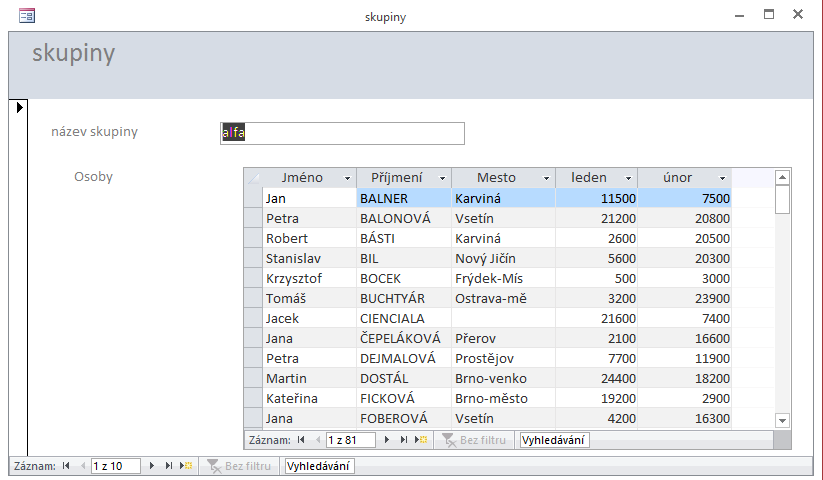 skupiny
skupiny
název skupiny alfa
Osoby
Jméno Příjmení Mesto leden únor
Jan BALNER Karviná 11500 7500
Petra BALONOVÁ Vsetín 21200 20800
Robert BÁSTI Karviná 2600 20500
Stanislav BIL Nový Jičín 5600 20300
Krzysztof BOCEK Frýdek-Mís 500 3000
Tomáš BUCHTYÁR Ostrava-mě 3200 23900
Jacek CIENCIALA 21600 7400
Jana ČEPELÁKOVÁ Přerov 2100 16600
Petra DEJMALOVÁ Prostějov 7700 11900
Martin DOSTÁL Brno-venko 24400 18200
Kateřina FICKOVÁ Brno-město 19200 2900
Jana FOBEROVÁ Vsetín 4200 16300
Záznam: 1 z 81 Bez filtru Vyhledávání
Záznam: 1 z 10 Bez filtru Vyhledávání